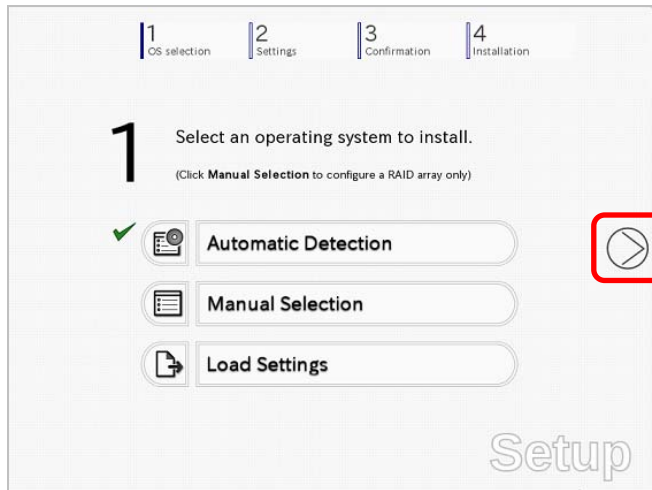 1 2 3 4
OS selection Settings Confirmation Installation
1 Select an operating system to install.
(Click Manual Selection to configure a RAID array only)
Automatic Detection
Manual Selection
Load Settings
Setup